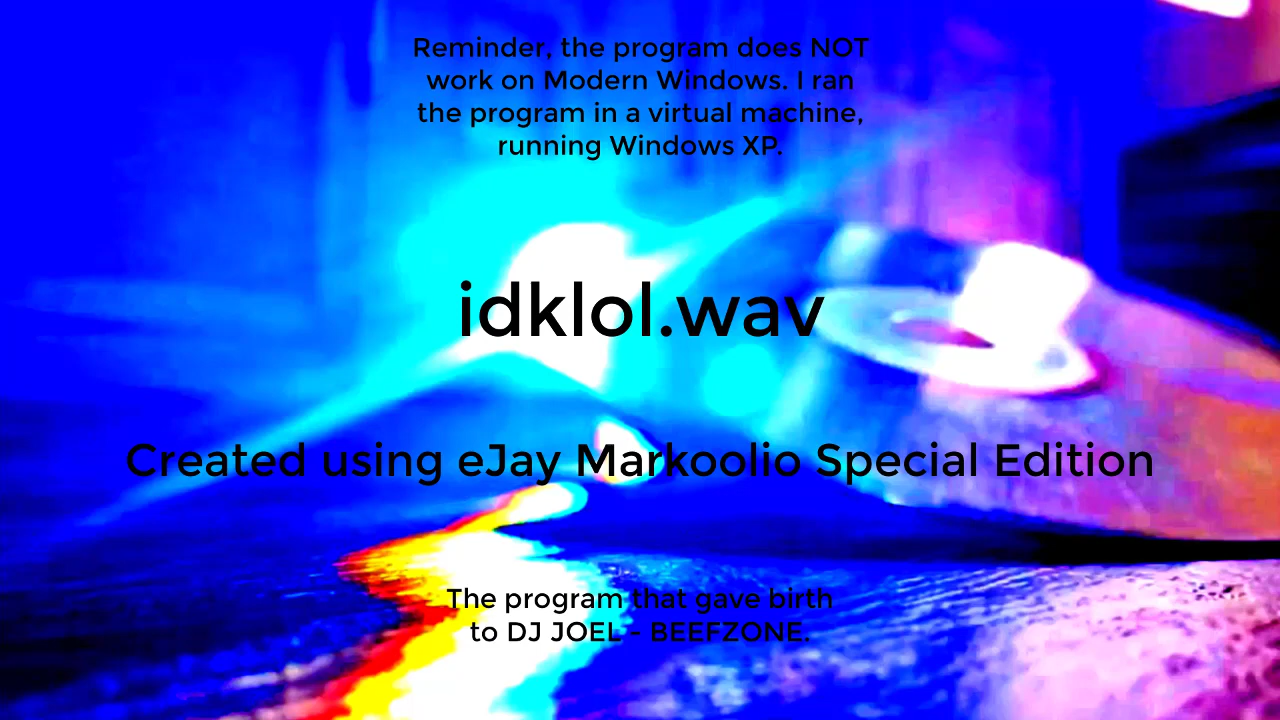 Reminder, the program does NOT
work on Modern Windows. I ran
the program in a virtual machine,
running Windows XP.
idklol.wav
Created using eJay Markoolio Special Edition
The program that gave birth
to DJ JOEL - BEEFZONE.